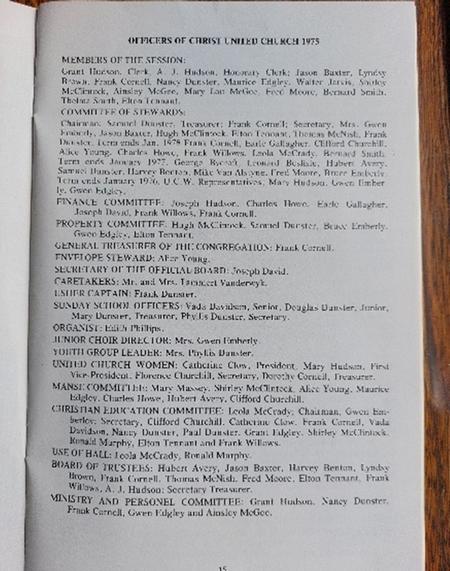 OFFICERS OF CHRIST UNITED CHURCH 1975
MEMBERS OF THE SESSION:
Grant Hudson, Clerk, A. J. Hudson, Honorary Clerk; Jason Baxter, Lyndsy
Brown, Frank Cornell, Nancy Dunster, Maurice Edgley, Walter Jarvis, Shirley
McClintock, Ainsley McGee, Mary Lou McGee, Fred Moore, Bernard Smith,
Thelma Smith, Elton Tennant.
COMMITTEE OF STEWARDS:
Chairman, Samuel Dunster, Treasurer; Frank Cornell; Secretary, Mrs. Gwen
Emberly, Jason Baxter, Hugh McClintock, Elton Tennant, Thomas McNish, Frank
Dunster. Term ends Jan. 1978 Frank Cornell, Earle Gallagher, Clifford Churchill,
Alice Young, Charles Howe, Frank Willows, Leola McCrady, Bernard Smith.
Term ends January 1977, George Rycroft, Leonard Hubert Avery,
Samuel Dunster, Harvey Benton, Mike Van Alstyne, Fred Moore, Bruce Emberly.
Term ends January 1976, U.C.W. Representatives, Mary Hudson, Gwen Ember
ly, Gwen Edgley.
FINANCE COMMITTEE: Joseph Hudson, Charles Howe, Earle Gallagher,
Joseph David, Frank Willows, Frank Cornell.
PROPERTY COMMITTEE: Hugh McClintock, Samuel Dunster, Bruce Emberly,
Gwen Edgley, Elton Tennant.
GENERAL TREASURER OF THE CONGREGATION: Frank Cornell.
ENVELOPE STEWARD: Alice Young.
SECRETARY OF THE OFFICIAL BOARD: Joseph David.
CARETAKERS: Mr. and Mrs. Vanderwyk.
USHER CAPTAIN: Frank Dunster.
SUNDAY SCHOOL OFFICERS: Vada Davidson, Senior, Douglas Dunster, Junior,
Mary Dunster, Treasurer, Phyllis Dunster, Secretary.
ORGANIST: Edith Phillips.
JUNIOR CHOIR DIRECTOR: Mrs. Gwen Emberly.
YOUTH GROUP LEADER: Mrs. Phyllis Dunster.
UNITED CHURCH WOMEN: Catherine Clow, President, Mary Hudson, First
Vice-President, Florence Churchill, Secretary, Dorothy Cornell, Treasurer.
MANSE COMMITTEE: Mary Massey, Shirley McClintock, Alice Young, Maurice
Edgley, Charles Howe, Hubert Avery, Clifford Churchill.
CHRISTIAN EDUCATION COMMITTEE: Leola McCrady; Chairman, Gwen Em-
berley; Secretary, Clifford Churchill, Catherine Clow, Frank Cornell, Vada
Davidson, Nancy Dunster, Paul Dunster, Grant Edgley, Shirley McClintock,
Ronald Murphy, Elton Tennant and Frank Willows.
USE OF HALL: Leola McCrady, Ronald Murphy.
BOARD OF TRUSTEES: Hubert Avery, Jason Baxter, Harvey Benton, Lyndsy
Brown, Frank Cornell, Thomas McNish, Fred Moore, Elton Tennant, Frank
Willows, A. J. Hudson: Secretary Treasurer.
MINISTRY AND PERSONEL COMMITTEE: Grant Hudson, Nancy Dunster,
Frank Cornell, Gwen Edgley and Ainsley McGee.
15